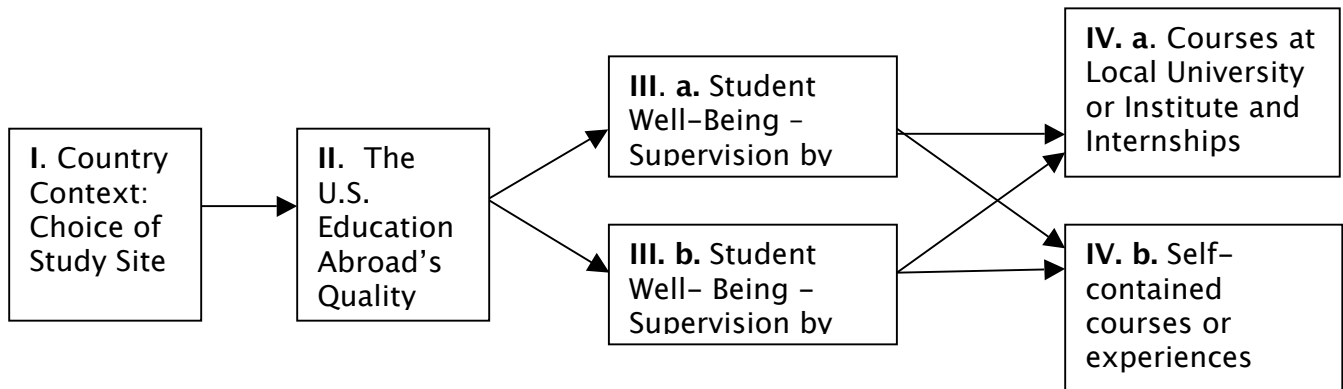 I. Country
Context:
Choice of
Study Site
II. The
U.S.
Education
Abroad's
Quality
III. a. Student
Well-Being –
Supervision by
III. b. Student
Well- Being –
Supervision by
IV. a. Courses at
Local University
or Institute and
Internships
IV. b. Self-
contained
courses or
experiences